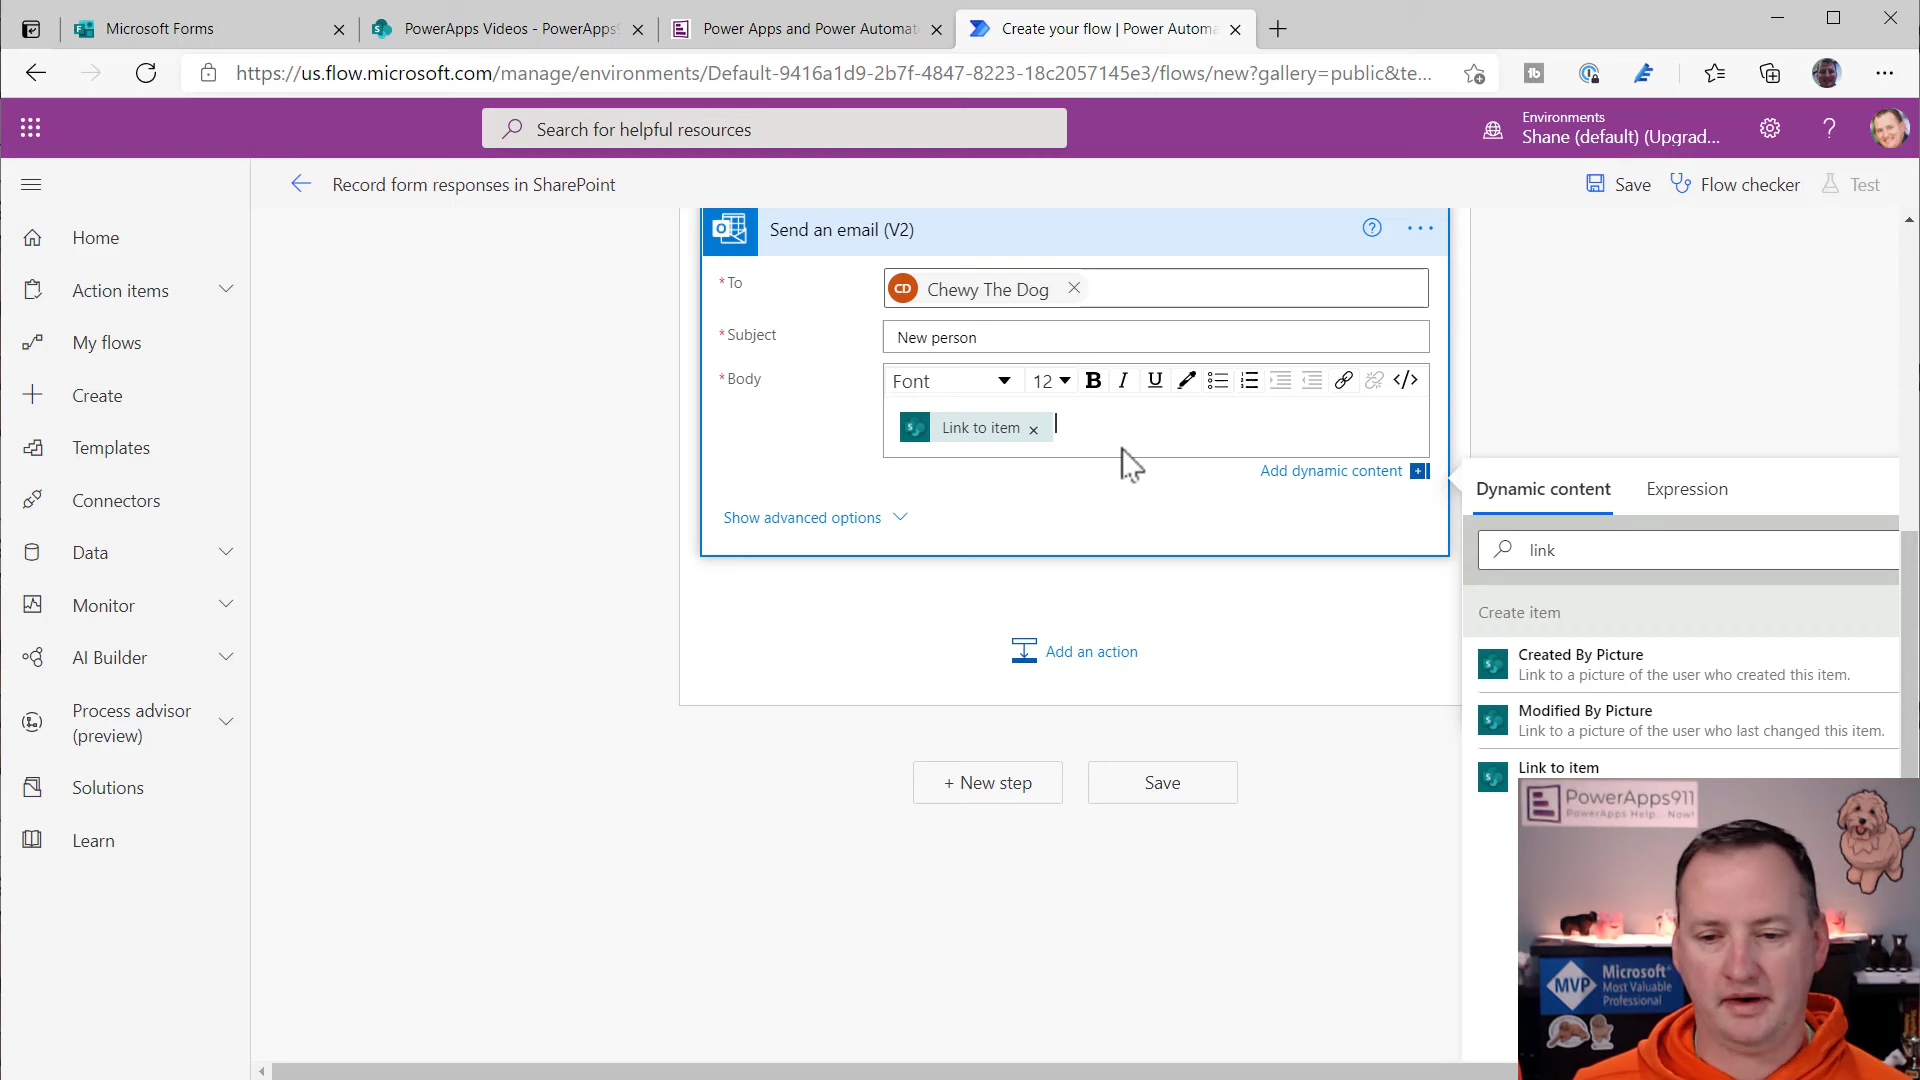 Microsoft Forms
PowerApps Videos - PowerApps9
Power Apps and Power Automat
Create your flow | Power Automa
https://us.flow.microsoft.com/manage/environments/Default-9416a1d9-2b7f-4847-8223-18c2057145e3/flows/new?gallery=public&te...
Search for helpful resources
Environments
Shane (default) (Upgrad...
Record form responses in SharePoint
Save
Flow checker
Test
Home
Action items
My flows
Create
Templates
Connectors
Data
Monitor
AI Builder
Process advisor
(preview)
Solutions
Learn
Send an email (V2)
* To
CD
Chewy The Dog
* Subject
New person
* Body
Font
12
B
I
U
Link to item
Add dynamic content
Show advanced options
Add an action
+ New step
Save
Dynamic content
Expression
link
Create item
Created By Picture
Link to a picture of the user who created this item.
Modified By Picture
Link to a picture of the user who last changed this item.
Link to item
PowerApps911
PowerApps Help... Now!
MVP
Microsoft
Most Valuable
Professional